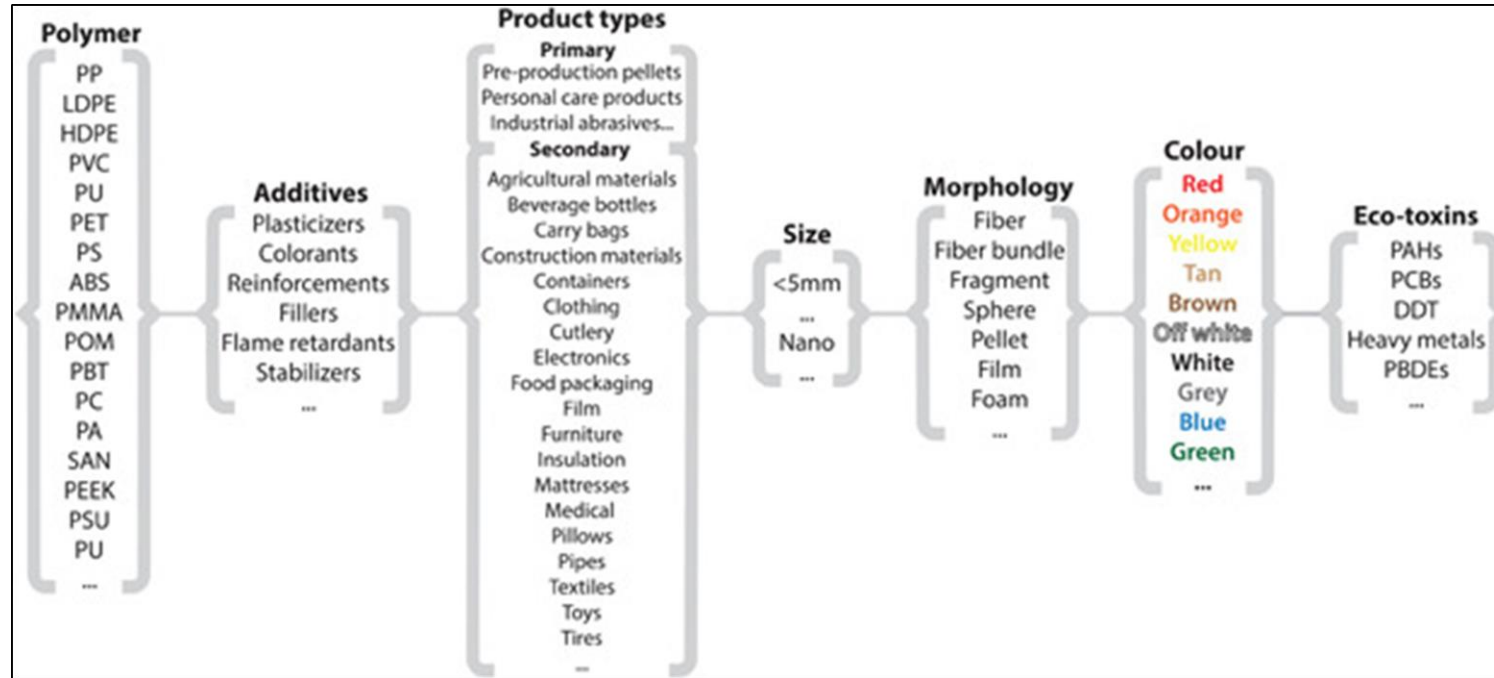 Polymer
PP
LDPE
HDPE
PVC
PU
PET
PS
ABS
PMMA
POM
PBT
PC
PA
SAN
PEEK
PSU
PU
...
Additives
Plasticizers
Colorants
Reinforcements
Fillers
Flame retardants
Stabilizers
...
Product types
Primary
Pre-production pellets
Personal care products
Industrial abrasives...
Secondary
Agricultural materials
Beverage bottles
Carry bags
Construction materials
Containers
Clothing
Cutlery
Electronics
Food packaging
Film
Furniture
Insulation
Mattresses
Medical
Pillows
Pipes
Textiles
Toys
Tires
...
Size
<5mm
...
Nano
...
Morphology
Fiber
Fiber bundle
Fragment
Sphere
Pellet
Film
Foam
...
Colour
Red
Orange
Yellow
Tan
Brown
Off white
White
Grey
Blue
Green
...
Eco-toxins
PAHs
PCBs
DDT
Heavy metals
PBDEs
...